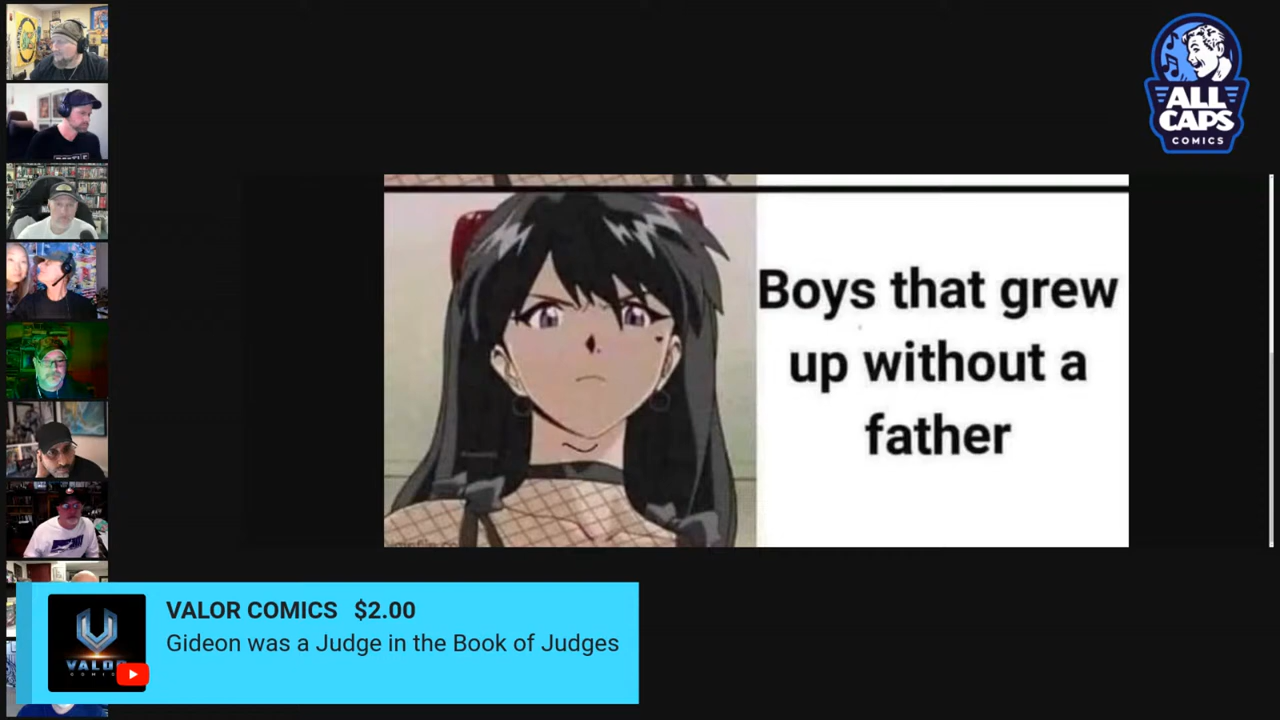 ALL
CAPS
COMICS
Boys that grew
up without a
father
VALOR COMICS $2.00
Gideon was a Judge in the Book of Judges
VALOR